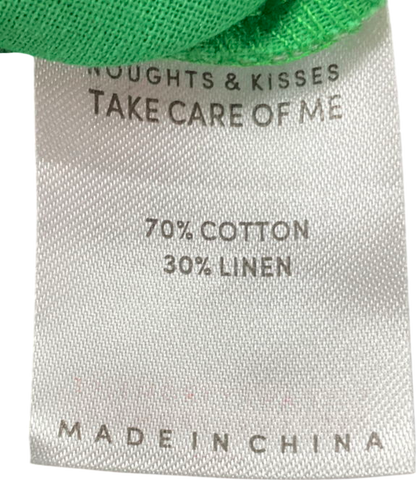 NOUGHTS & KISSES
TAKE CARE OF ME
70% COTTON
30% LINEN
MADE IN CHINA